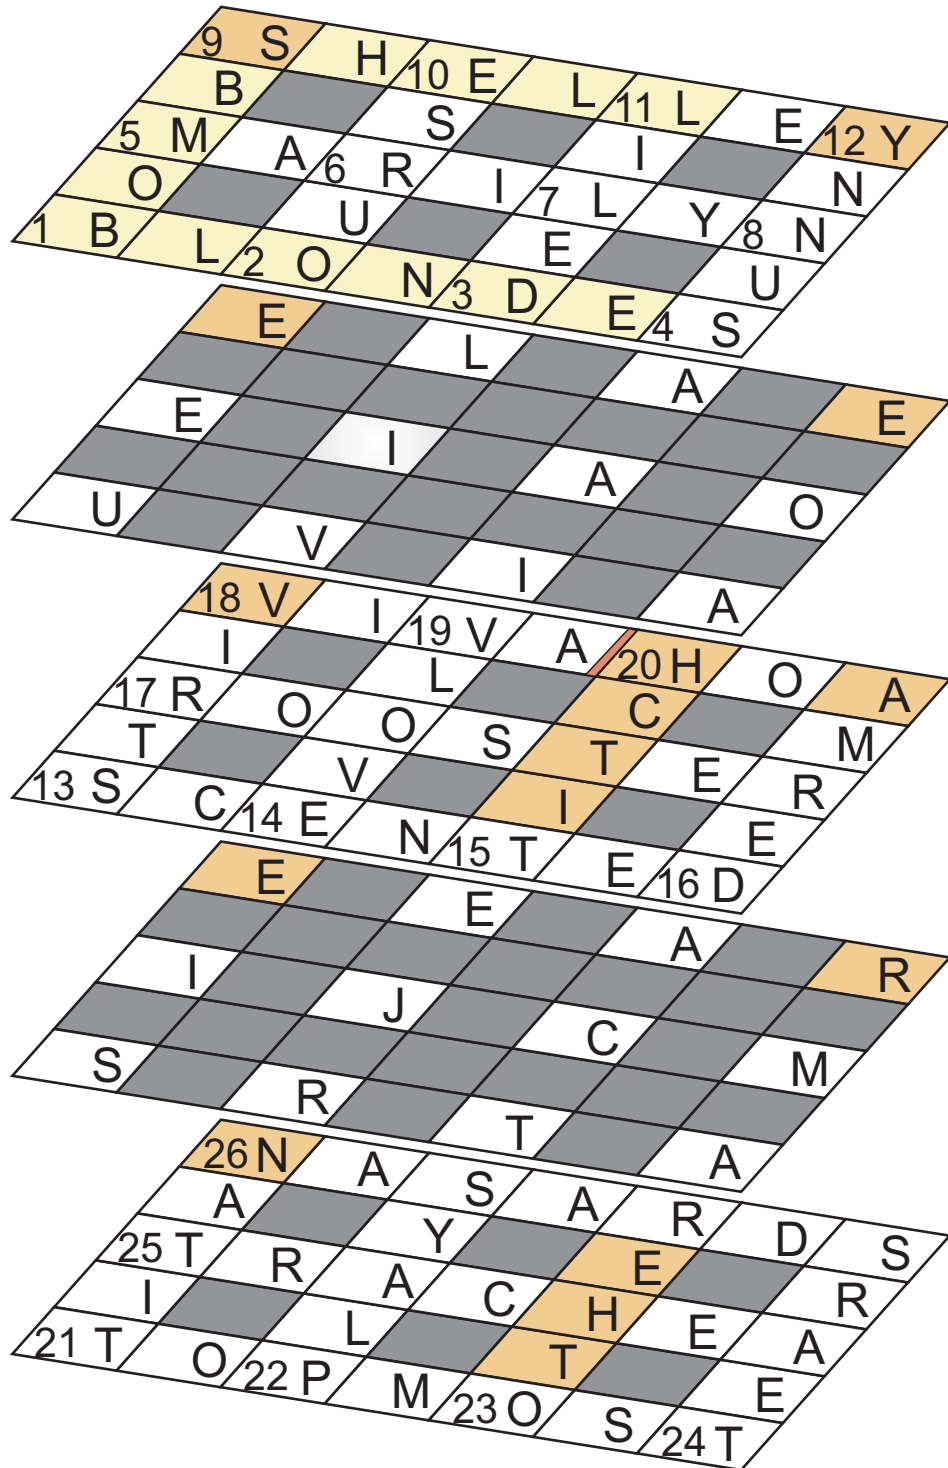 9 S H 10 E L 11 L E 12 Y
B S I N
5 M A 6 R I 7 L Y 8 N
O U E U
1 B L 2 O N 3 D E 4 S
E L A E
E I A O
U V I A
18 V I 19 V A 20 H O A
I L C M
17 R O O S T E R
T V I E
13 S C 14 E N 15 T E 16 D
E E A R
I J C M
S R T A
26 N A S A R D S
A Y E R
25 T R A C H E A
I L T E
21 T O 22 P M 23 O S 24 T